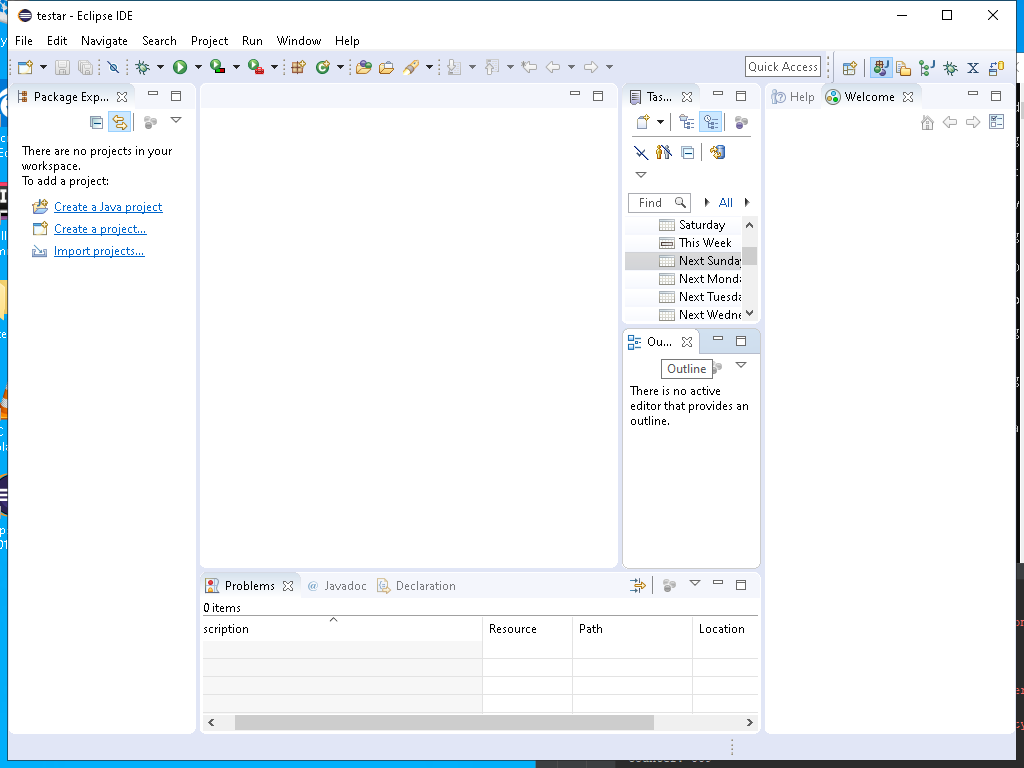 testar - Eclipse IDE
File Edit Navigate Search Project Run Window Help
Quick Access
Package Exp...
There are no projects in your
workspace.
To add a project:
Create a Java project
Create a project...
Import projects...
Tas...
Find
All
Saturday
This Week
Next Sunday
Next Monda
Next Tuesda
Next Wedne
Ou...
Outline
There is no active
editor that provides an
outline.
Help Welcome
Problems @ Javadoc Declaration
0 items
scription Resource Path Location